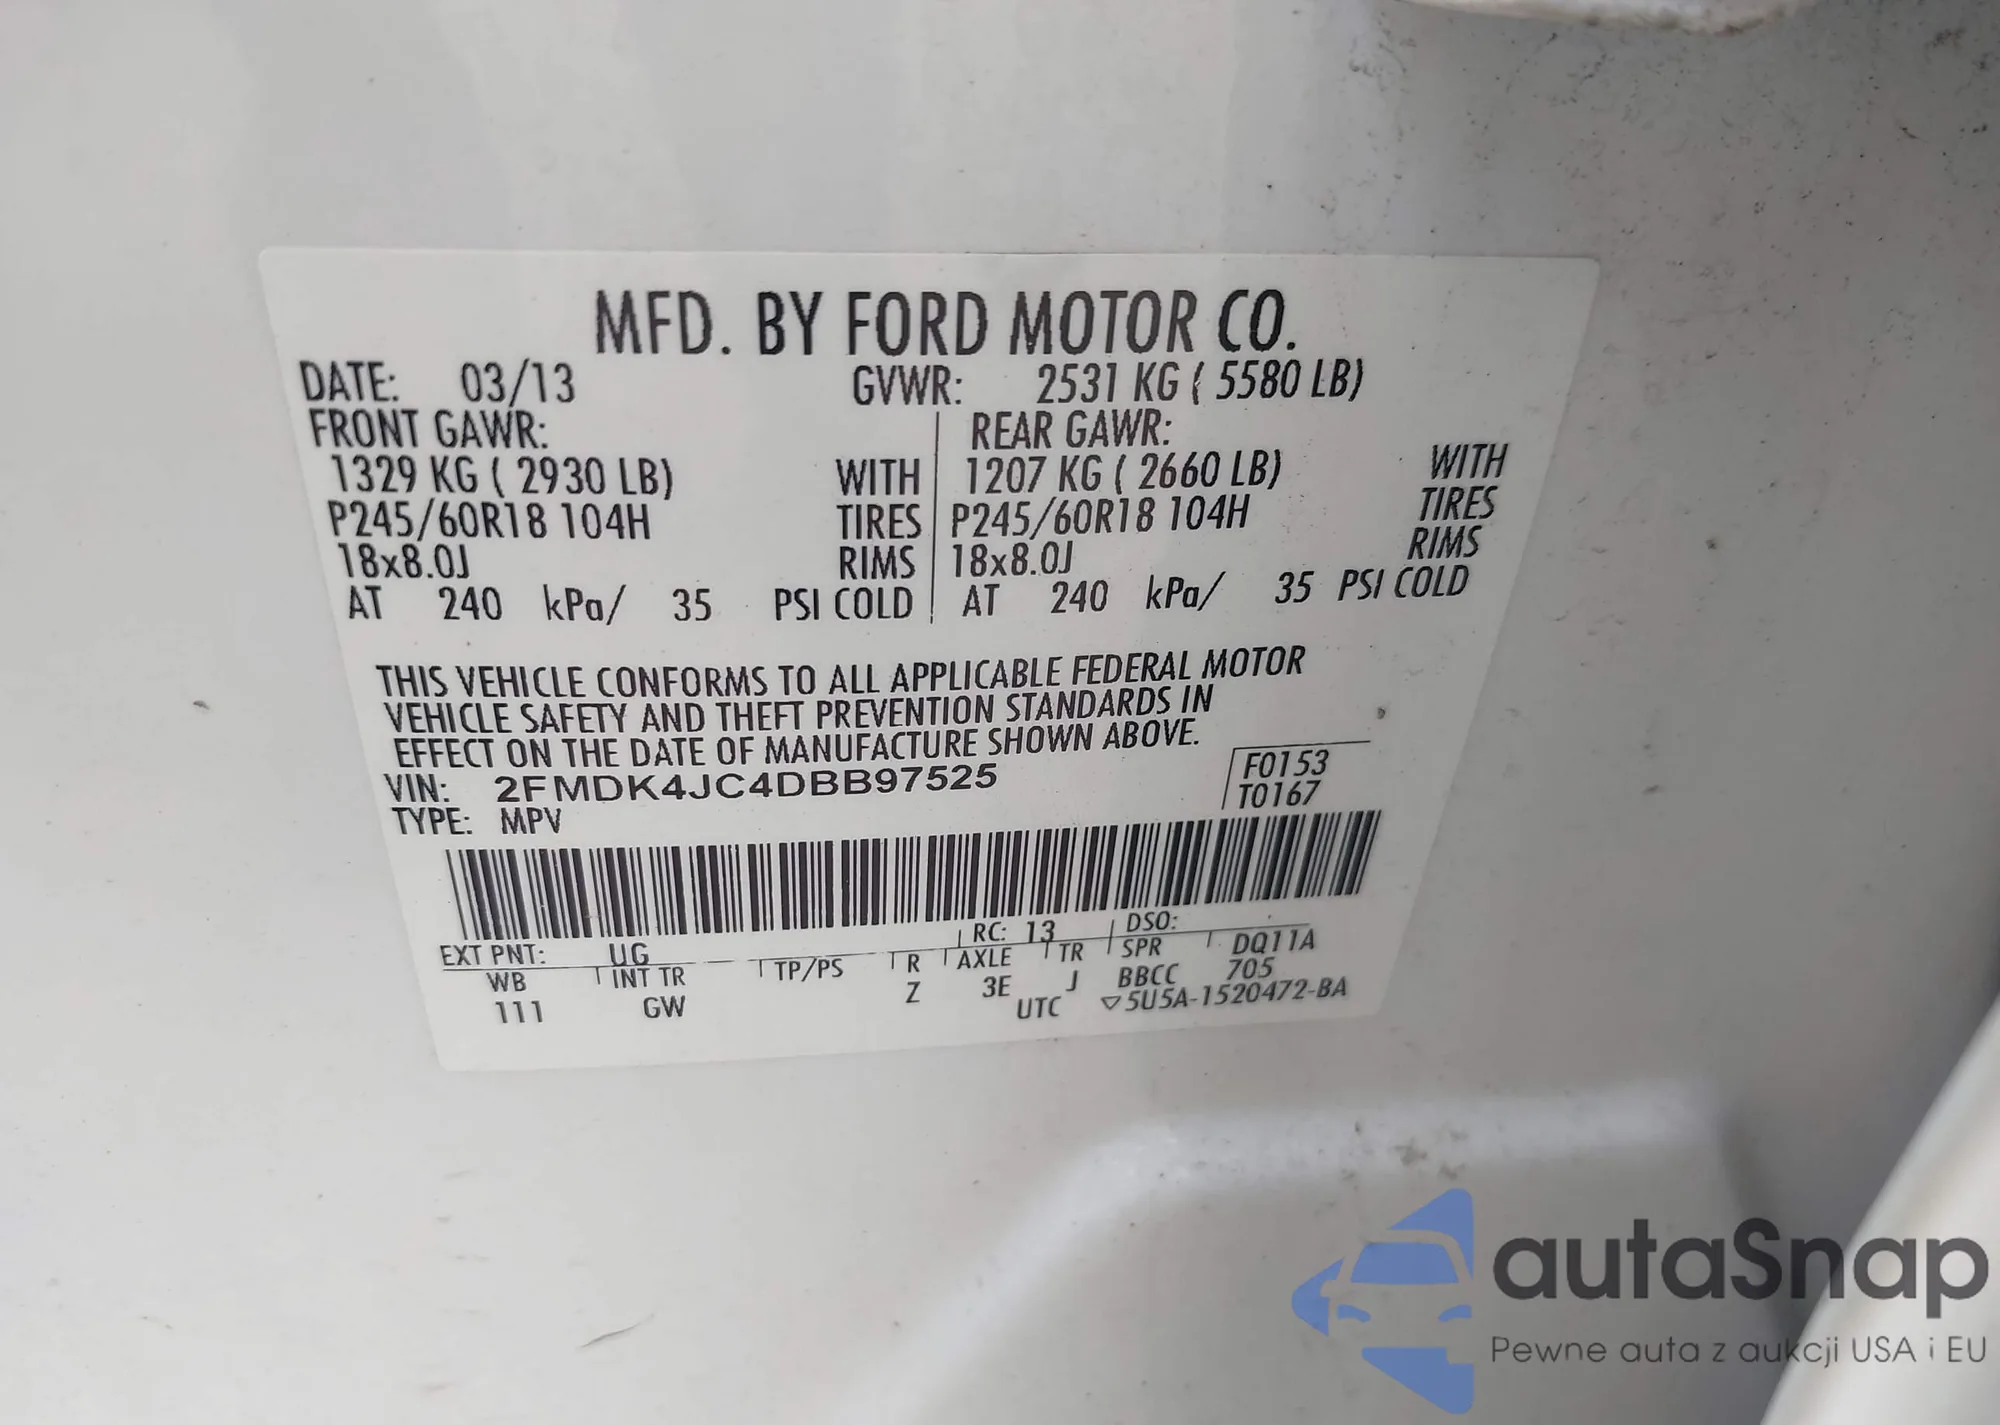 MFD. BY FORD MOTOR CO.
DATE: 03/13 GVWR: 2531 KG ( 5580 LB)
FRONT GAWR: REAR GAWR:
1329 KG ( 2930 LB) WITH 1207 KG ( 2660 LB) WITH
P245/60R18 104H TIRES P245/60R18 104H TIRES
18x8.0J RIMS 18x8.0J RIMS
AT 240 kPa/ 35 PSI COLD AT 240 kPa/ 35 PSI COLD
THIS VEHICLE CONFORMS TO ALL APPLICABLE FEDERAL MOTOR
VEHICLE SAFETY AND THEFT PREVENTION STANDARDS IN
EFFECT ON THE DATE OF MANUFACTURE SHOWN ABOVE.
VIN: 2FMDK4JC4DBB97525 F0153
TYPE: MPV T0167
EXT PNT: UG RC: 13 DSO:
WB INT TR TP/PS R AXLE TR SPR DQ11A
111 GW Z 3E J BBCC 705
UTC ▽5U5A-1520472-BA
autaSnap
Pewne auta z aukcji USA i EU